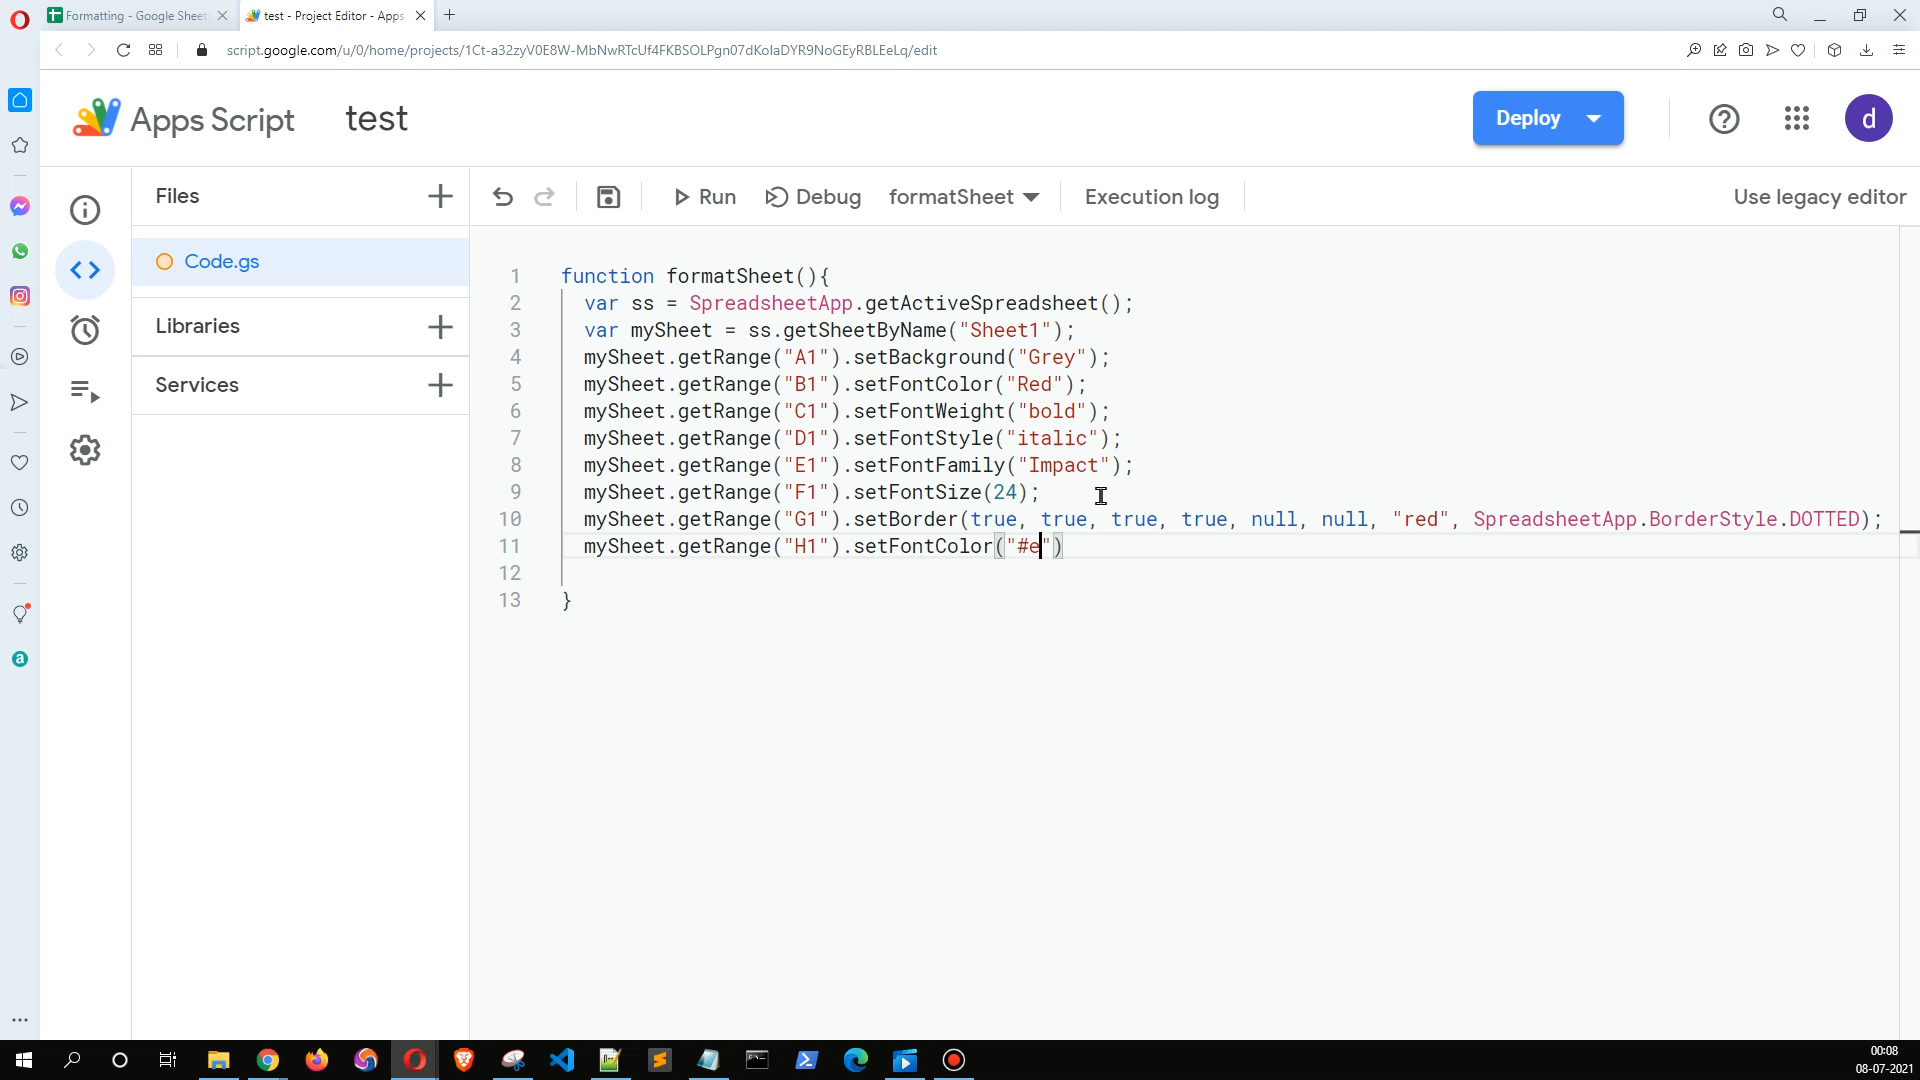 Formatting - Google Sheet
test - Project Editor - Apps
script.google.com/u/0/home/projects/1Ct-a32zyV0E8W-MbNwRTcUf4FKBSOLPgn07dKolaDYR9NoGEyRBLEeLq/edit
Apps Script
test
Deploy
d
Files
Run
Debug
formatSheet
Execution log
Use legacy editor
Code.gs
Libraries
Services
1 function formatSheet(){
2 var ss = SpreadsheetApp.getActiveSpreadsheet();
3 var mySheet = ss.getSheetByName("Sheet1");
4 mySheet.getRange("A1").setBackground("Grey");
5 mySheet.getRange("B1").setFontColor("Red");
6 mySheet.getRange("C1").setFontWeight("bold");
7 mySheet.getRange("D1").setFontStyle("italic");
8 mySheet.getRange("E1").setFontFamily("Impact");
9 mySheet.getRange("F1").setFontSize(24);
10 mySheet.getRange("G1").setBorder(true, true, true, true, null, null, "red", SpreadsheetApp.BorderStyle.DOTTED);
11 mySheet.getRange("H1").setFontColor("#e")
12
13 }
a
00:08
08-07-2021